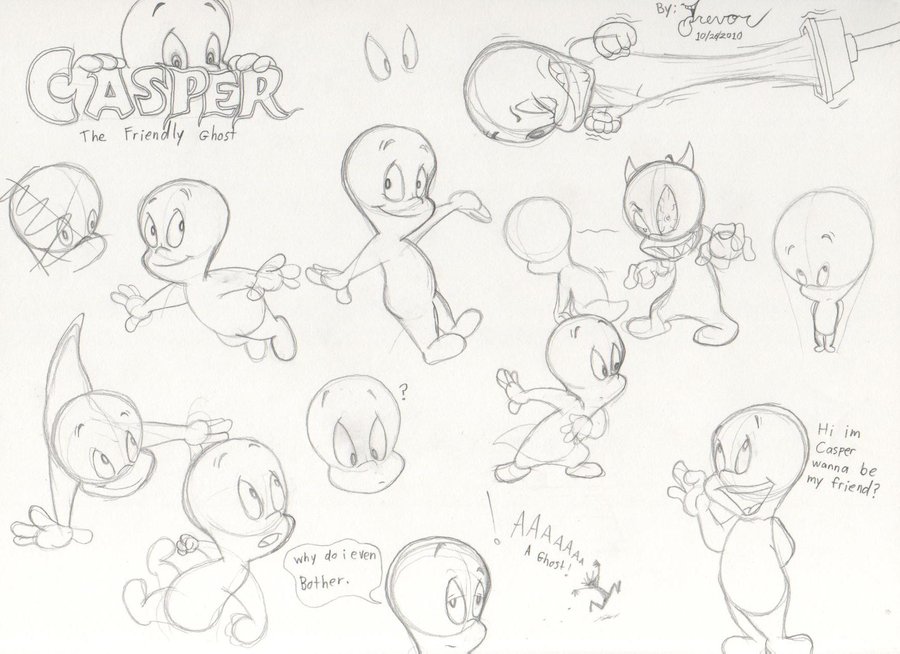 By: Trevor
10/26/2010
CASPER
The Friendly Ghost
?
Hi im
Casper
wanna be
my friend?
why do i even
Bother.
!
AAAAAAA
A Ghost!